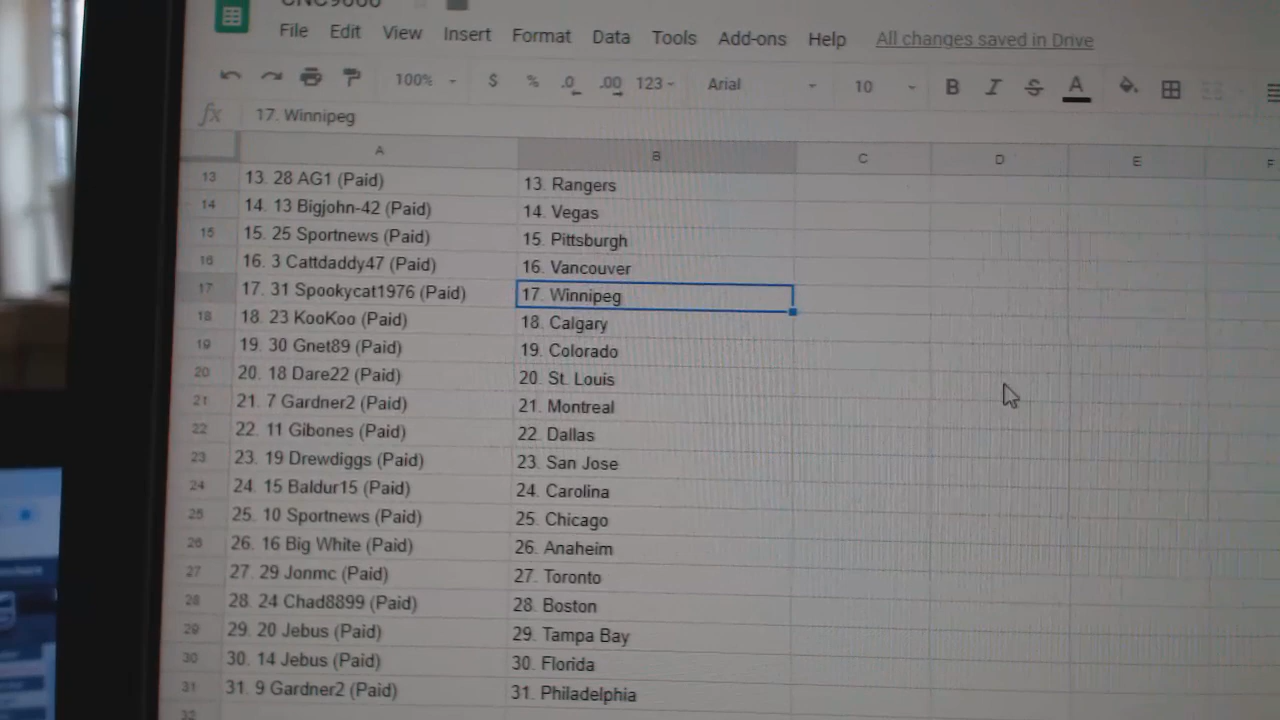 File Edit View Insert Format Data Tools Add-ons Help All changes saved in Drive
100% $ % .0 .00 123 Arial 10 B I S A
fx 17. Winnipeg
A B C D E F
13 13. 28 AG1 (Paid) 13. Rangers
14 14. 13 Bigjohn-42 (Paid) 14. Vegas
15 15. 25 Sportnews (Paid) 15. Pittsburgh
16 16. 3 Cattdaddy47 (Paid) 16. Vancouver
17 17. 31 Spookycat1976 (Paid) 17. Winnipeg
18 18. 23 KooKoo (Paid) 18. Calgary
19 19. 30 Gnet89 (Paid) 19. Colorado
20 20. 18 Dare22 (Paid) 20. St. Louis
21 21. 7 Gardner2 (Paid) 21. Montreal
22 22. 11 Gibones (Paid) 22. Dallas
23 23. 19 Drewdiggs (Paid) 23. San Jose
24 24. 15 Baldur15 (Paid) 24. Carolina
25 25. 10 Sportnews (Paid) 25. Chicago
26 26. 16 Big White (Paid) 26. Anaheim
27 27. 29 Jonmc (Paid) 27. Toronto
28 28. 24 Chad8899 (Paid) 28. Boston
29 29. 20 Jebus (Paid) 29. Tampa Bay
30 30. 14 Jebus (Paid) 30. Florida
31 31. 9 Gardner2 (Paid) 31. Philadelphia
32